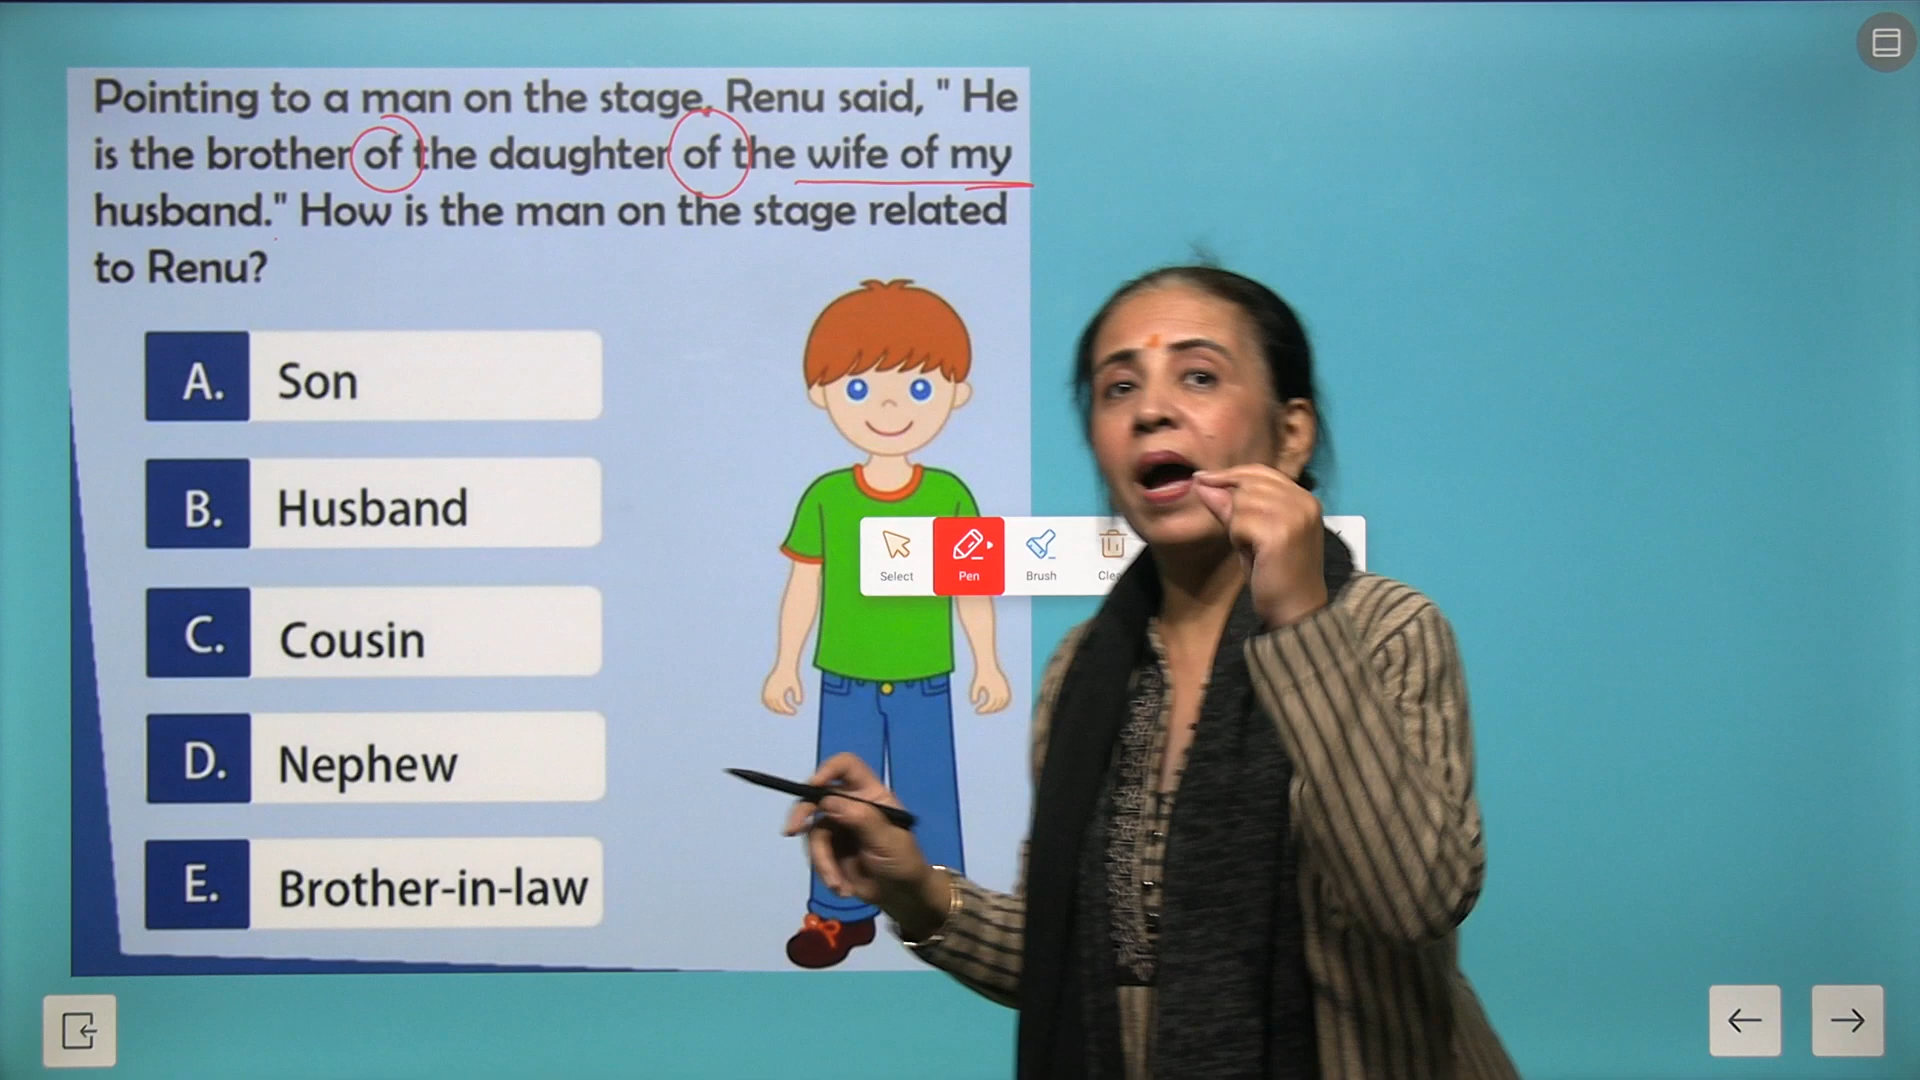 Pointing to a man on the stage, Renu said, " He
is the brother of the daughter of the wife of my
husband." How is the man on the stage related
to Renu?
A. Son
B. Husband
C. Cousin
D. Nephew
E. Brother-in-law
Select Pen Brush